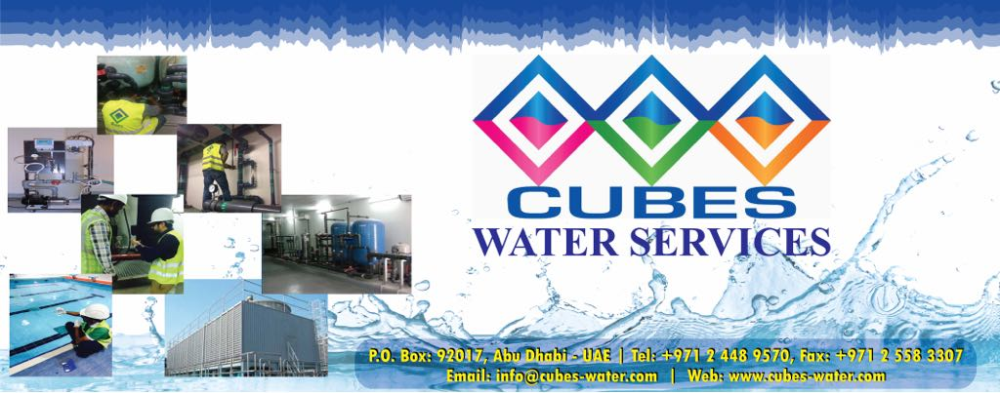 CUBES
WATER SERVICES
P.O. Box: 92017, Abu Dhabi - UAE | Tel: +971 2 448 9570, Fax: +971 2 558 3307
Email: info@cubes-water.com | Web: www.cubes-water.com